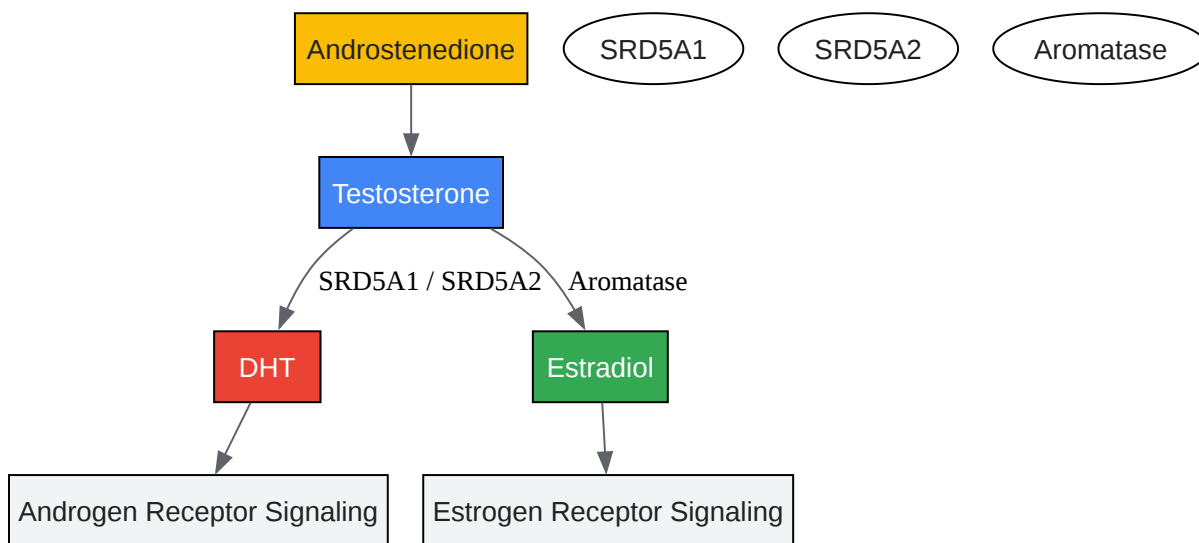 Androstenedione
SRD5A1
SRD5A2
Aromatase
Testosterone
SRD5A1 / SRD5A2
Aromatase
DHT
Estradiol
Androgen Receptor Signaling
Estrogen Receptor Signaling